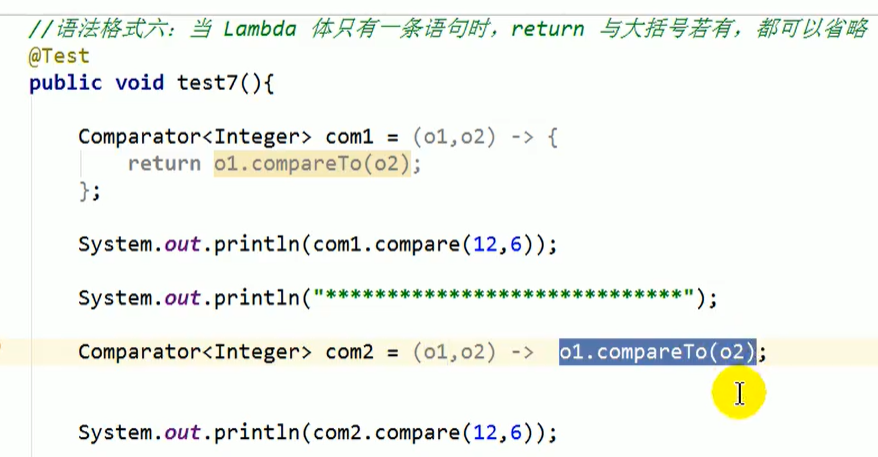 //语法格式六：当 Lambda 体只有一条语句时，return 与大括号若有，都可以省略
@Test
public void test7(){
Comparator<Integer> com1 = (o1,o2) -> {
return o1.compareTo(o2);
};
System.out.println(com1.compare(12,6));
System.out.println("*****************************");
Comparator<Integer> com2 = (o1,o2) ->  o1.compareTo(o2);
System.out.println(com2.compare(12,6));